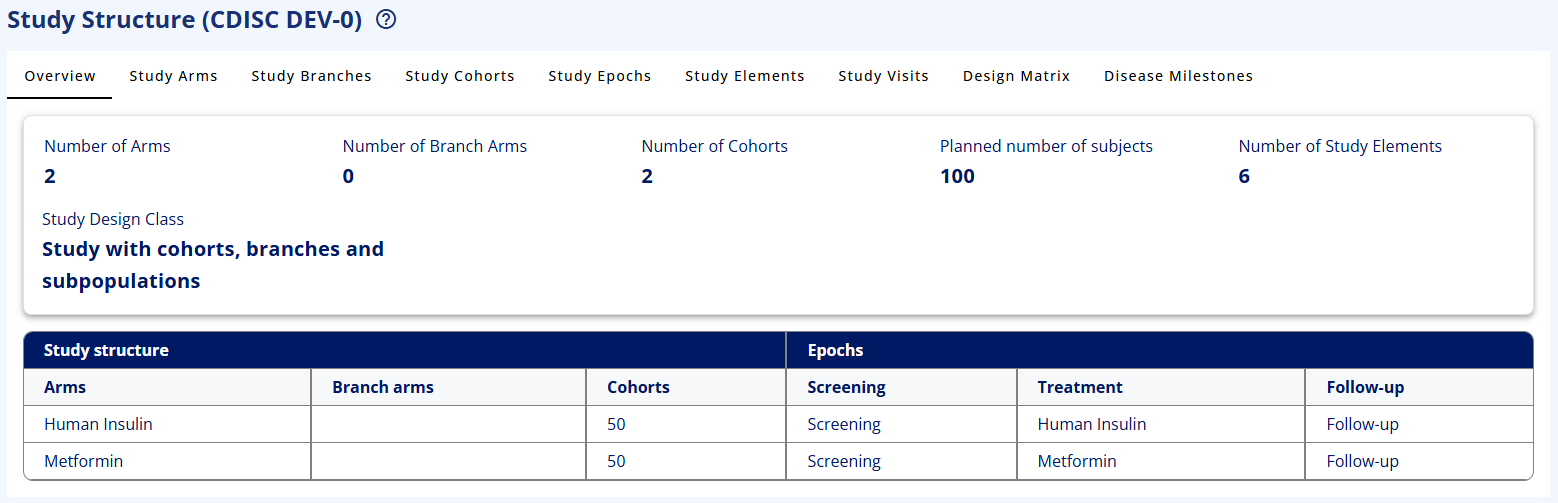 Study Structure (CDISC DEV-0) ?
Overview Study Arms Study Branches Study Cohorts Study Epochs Study Elements Study Visits Design Matrix Disease Milestones
Number of Arms Number of Branch Arms Number of Cohorts Planned number of subjects Number of Study Elements
2 0 2 100 6
Study Design Class
Study with cohorts, branches and
subpopulations
Study structure Epochs
Arms Branch arms Cohorts Screening Treatment Follow-up
Human Insulin 50 Screening Human Insulin Follow-up
Metformin 50 Screening Metformin Follow-up